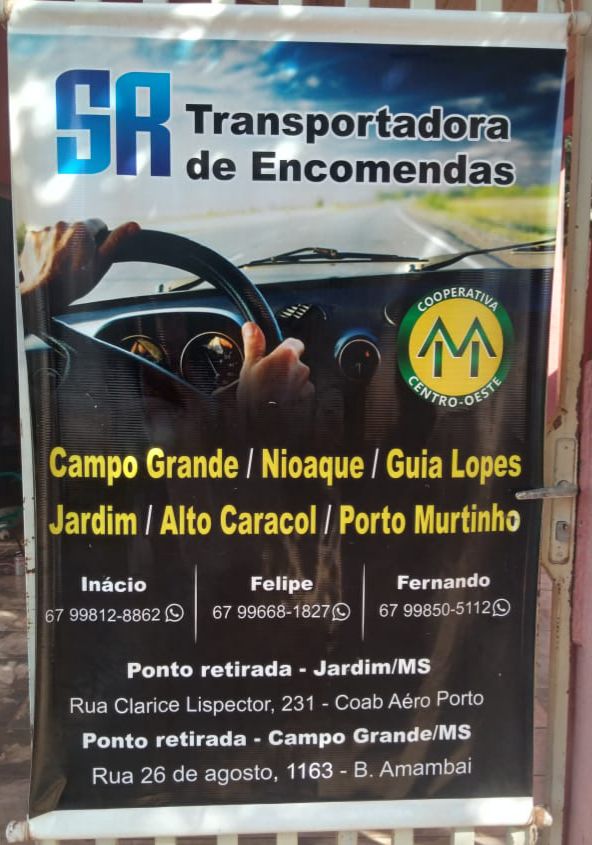 SR Transportadora
de Encomendas
COOPERATIVA
M
CENTRO-OESTE
Campo Grande / Nioaque / Guia Lopes
Jardim / Alto Caracol / Porto Murtinho
Inácio Felipe Fernando
67 99812-8862 67 99668-1827 67 99850-5112
Ponto retirada - Jardim/MS
Rua Clarice Lispector, 231 - Coab Aéro Porto
Ponto retirada - Campo Grande/MS
Rua 26 de agosto, 1163 - B. Amambai